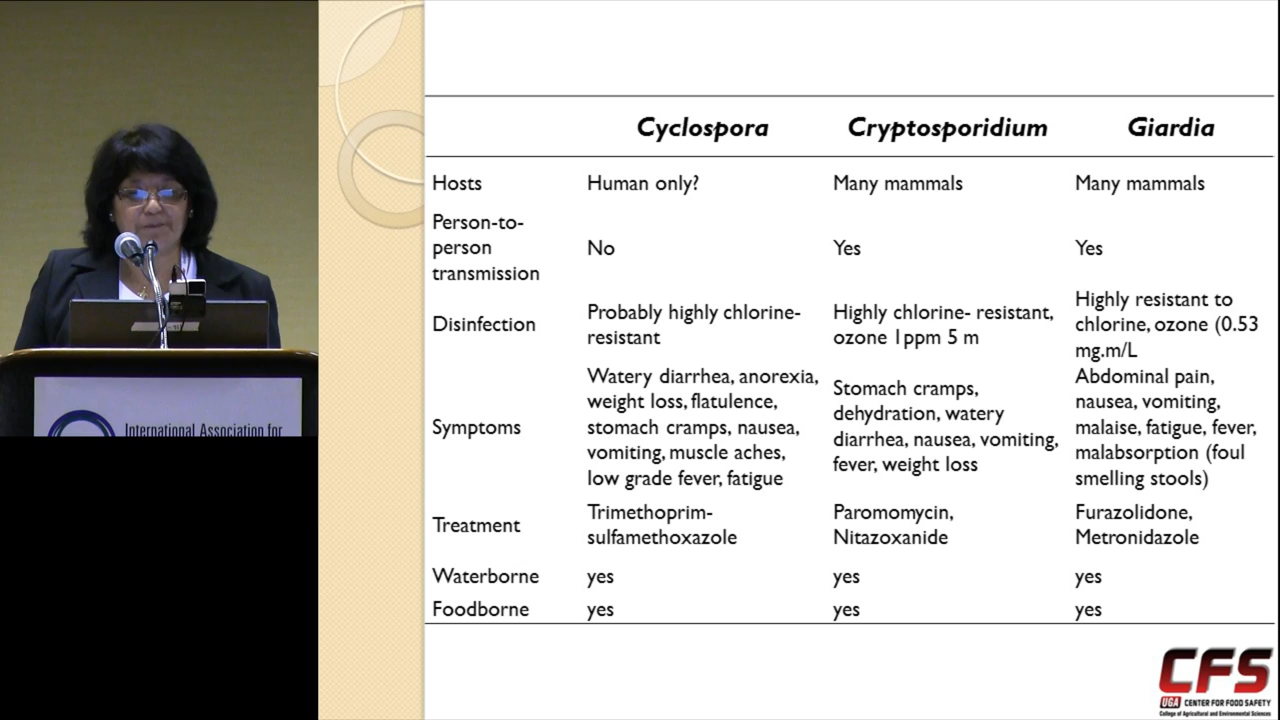 Cyclospora Cryptosporidium Giardia
Hosts Human only? Many mammals Many mammals
Person-to-
person
transmission
No Yes Yes
Disinfection
Probably highly chlorine-
resistant
Highly chlorine- resistant,
ozone 1ppm 5 m
Highly resistant to
chlorine, ozone (0.53
mg.m/L
Symptoms
Watery diarrhea, anorexia,
weight loss, flatulence,
stomach cramps, nausea,
vomiting, muscle aches,
low grade fever, fatigue
Stomach cramps,
dehydration, watery
diarrhea, nausea, vomiting,
fever, weight loss
Abdominal pain,
nausea, vomiting,
malaise, fatigue, fever,
malabsorption (foul
smelling stools)
Treatment
Trimethoprim-
sulfamethoxazole
Paromomycin,
Nitazoxanide
Furazolidone,
Metronidazole
Waterborne yes yes yes
Foodborne yes yes yes
International Association for
CFS
UGA CENTER FOR FOOD SAFETY
College of Agricultural and Environmental Sciences